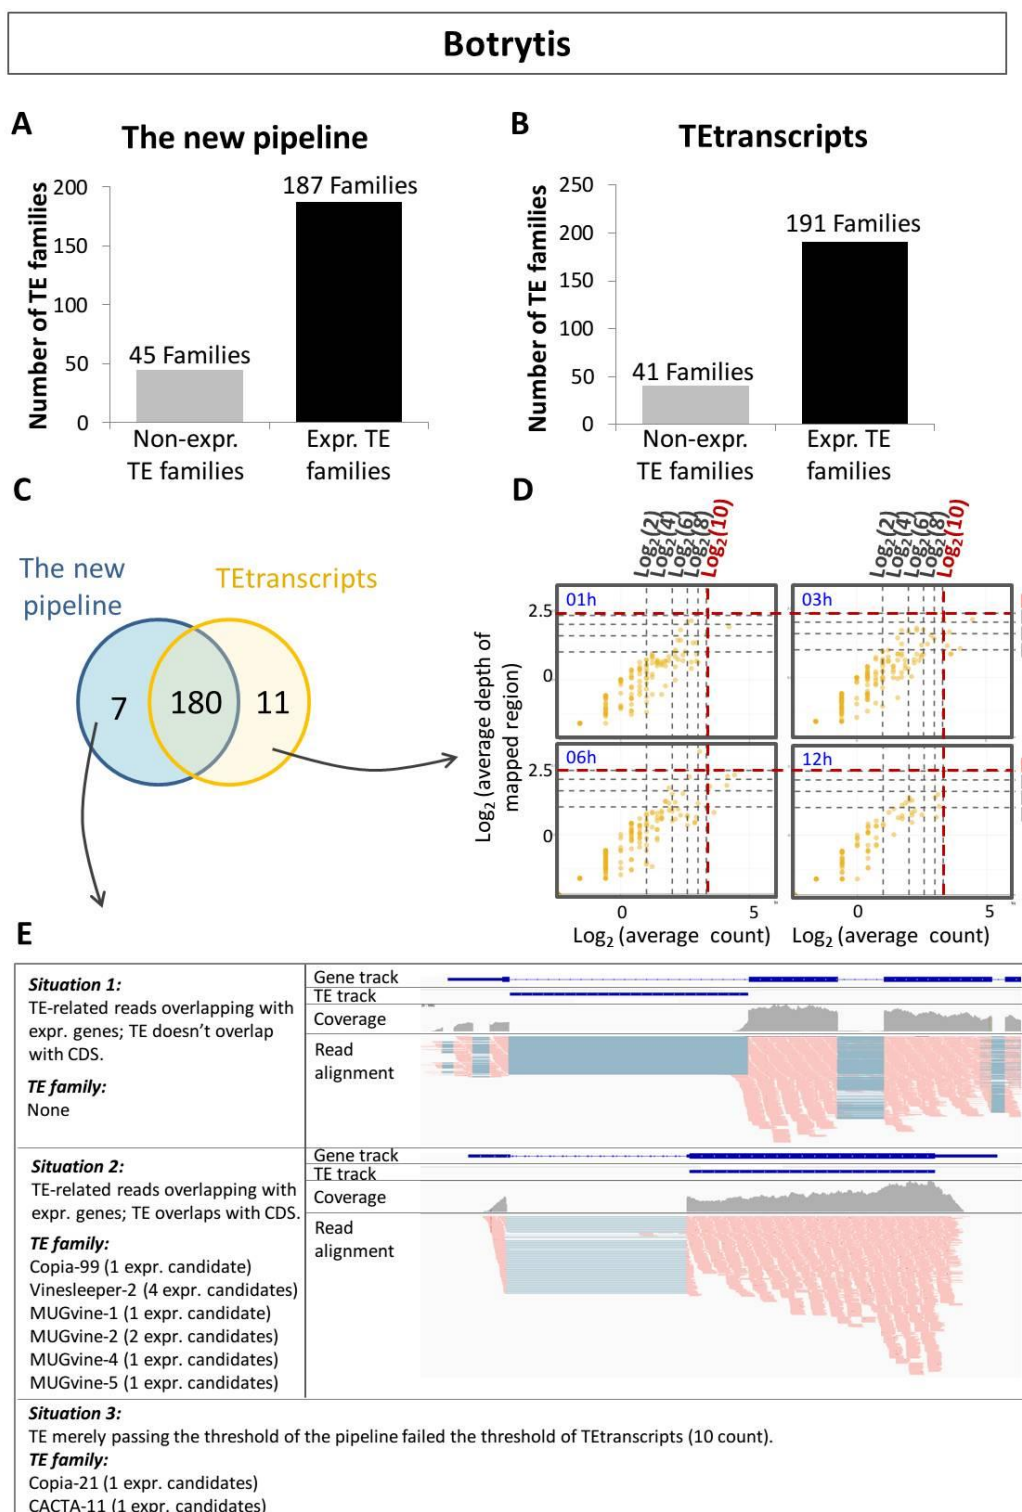 Botrytis
A
The new pipeline
Number of TE families
200
150
100
50
0
187 Families
45 Families
Non-expr.
TE families
Expr. TE
families
B
TEtranscripts
Number of TE families
250
200
150
100
50
0
191 Families
41 Families
Non-expr.
TE families
Expr. TE
families
C
The new
pipeline
TEtranscripts
7
180
11
D
Log₂(2)
Log₂(4)
Log₂(6)
Log₂(8)
Log₂(10)
Log₂(2)
Log₂(4)
Log₂(6)
Log₂(8)
Log₂(10)
Log₂ (average depth of
mapped region)
2.5
0
01h
03h
2.5
0
06h
12h
0
5
0
5
Log₂ (average count)
Log₂ (average count)
E
Situation 1:
TE-related reads overlapping with
expr. genes; TE doesn't overlap
with CDS.
TE family:
None
Gene track
TE track
Coverage
Read
alignment
Situation 2:
TE-related reads overlapping with
expr. genes; TE overlaps with CDS.
TE family:
Copia-99 (1 expr. candidate)
Vinesleeper-2 (4 expr. candidates)
MUGvine-1 (1 expr. candidate)
MUGvine-2 (2 expr. candidates)
MUGvine-4 (1 expr. candidates)
MUGvine-5 (1 expr. candidates)
Gene track
TE track
Coverage
Read
alignment
Situation 3:
TE merely passing the threshold of the pipeline failed the threshold of TEtranscripts (10 count).
TE family:
Copia-21 (1 expr. candidates)
CACTA-11 (1 expr. candidates)